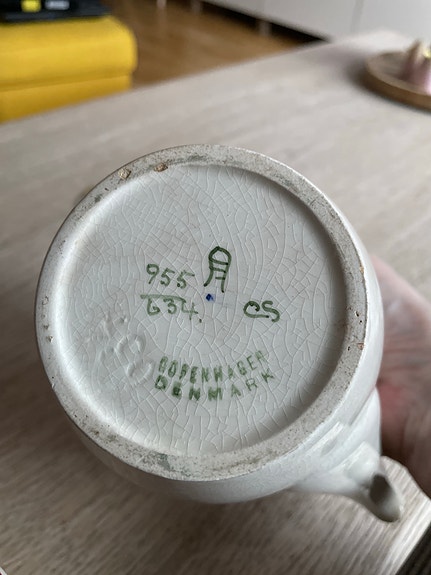 955
634.
CS
COPENHAGEN
DENMARK